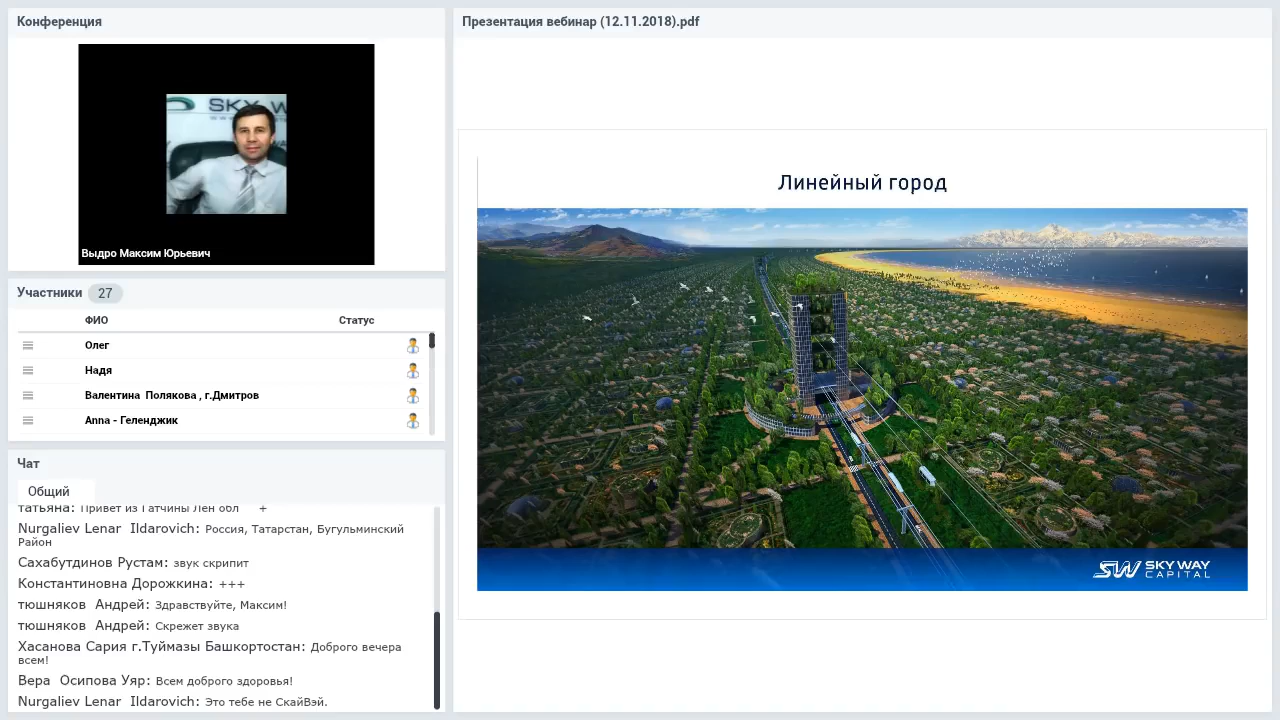 Конференция
SKY W
Выдро Максим Юрьевич
Участники 27
ФИО Статус
Олег
Надя
Валентина Полякова , г.Дмитров
Anna - Геленджик
Чат
Общий
татьяна: Привет из Гатчины Лен обл +
Nurgaliev Lenar Ildarovich: Россия, Татарстан, Бугульминский
Район
Сахабутдинов Рустам: звук скрипит
Константиновна Дорожкина: +++
тюшняков Андрей: Здравствуйте, Максим!
тюшняков Андрей: Скрежет звука
Хасанова Сария г.Туймазы Башкортостан: Доброго вечера
всем!
Вера Осипова Уяр: Всем доброго здоровья!
Nurgaliev Lenar Ildarovich: Это тебе не СкайВэй.
Презентация вебинар (12.11.2018).pdf
Линейный город
SW SKY WAY
CAPITAL